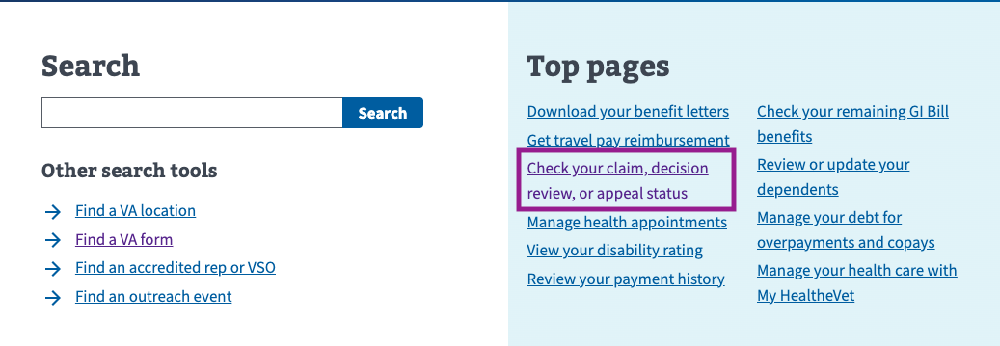 Search
Search
Other search tools
Find a VA location
Find a VA form
Find an accredited rep or VSO
Find an outreach event
Top pages
Download your benefit letters
Get travel pay reimbursement
Check your claim, decision
review, or appeal status
Manage health appointments
View your disability rating
Review your payment history
Check your remaining GI Bill
benefits
Review or update your
dependents
Manage your debt for
overpayments and copays
Manage your health care with
My HealtheVet